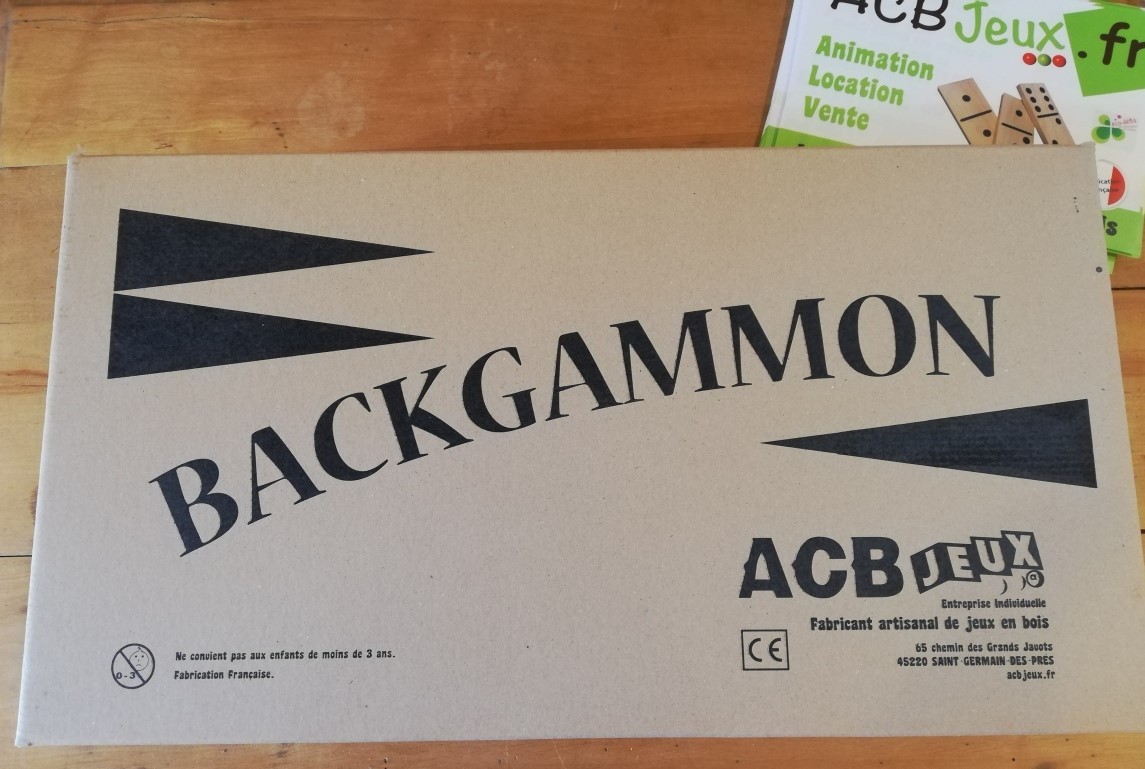 ACB Jeux .fr
Animation
Location
Vente
BACKGAMMON
ACB JEUX
Entreprise Individuelle
Fabricant artisanal de jeux en bois
65 chemin des Grands Javots
45220 SAINT-GERMAIN-DES-PRES
acbjeux.fr
CE
0-3
Ne convient pas aux enfants de moins de 3 ans.
Fabrication Française.